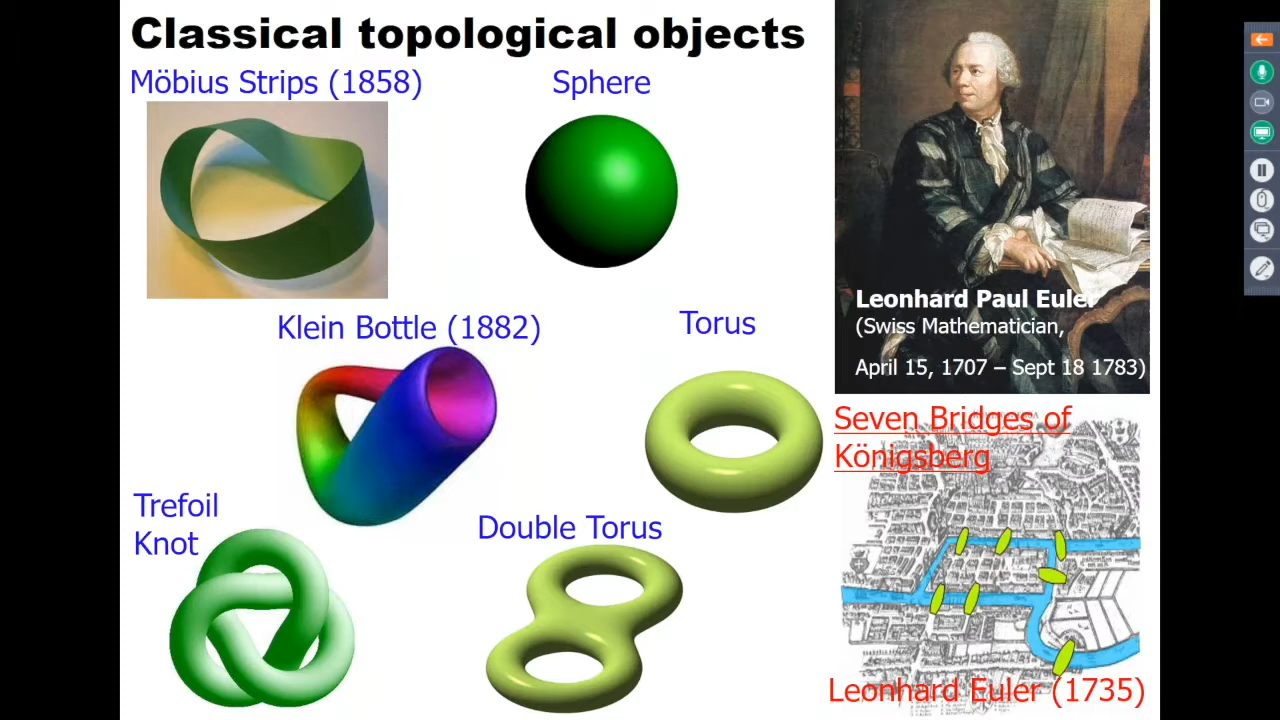 Classical topological objects
Möbius Strips (1858)
Sphere
Klein Bottle (1882)
Torus
Trefoil
Knot
Double Torus
Leonhard Paul Euler
(Swiss Mathematician,
April 15, 1707 – Sept 18 1783)
Seven Bridges of
Königsberg
Leonhard Euler (1735)